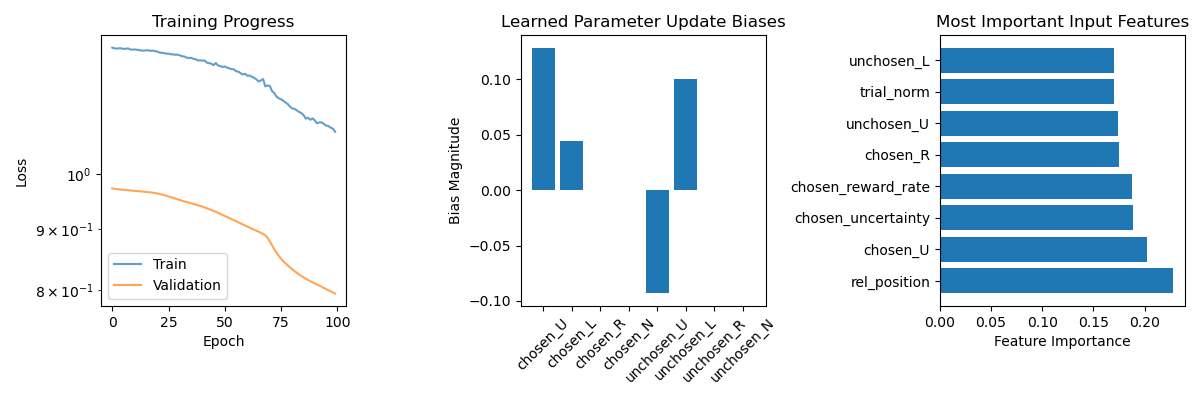 Training Progress
Loss
10⁰
9 × 10⁻¹
8 × 10⁻¹
Train
Validation
0
25
50
75
100
Epoch
Learned Parameter Update Biases
Bias Magnitude
0.10
0.05
0.00
−0.05
−0.10
chosen_U
chosen_L
chosen_R
chosen_N
unchosen_U
unchosen_L
unchosen_R
unchosen_N
Most Important Input Features
unchosen_L
trial_norm
unchosen_U
chosen_R
chosen_reward_rate
chosen_uncertainty
chosen_U
rel_position
0.00
0.05
0.10
0.15
0.20
Feature Importance